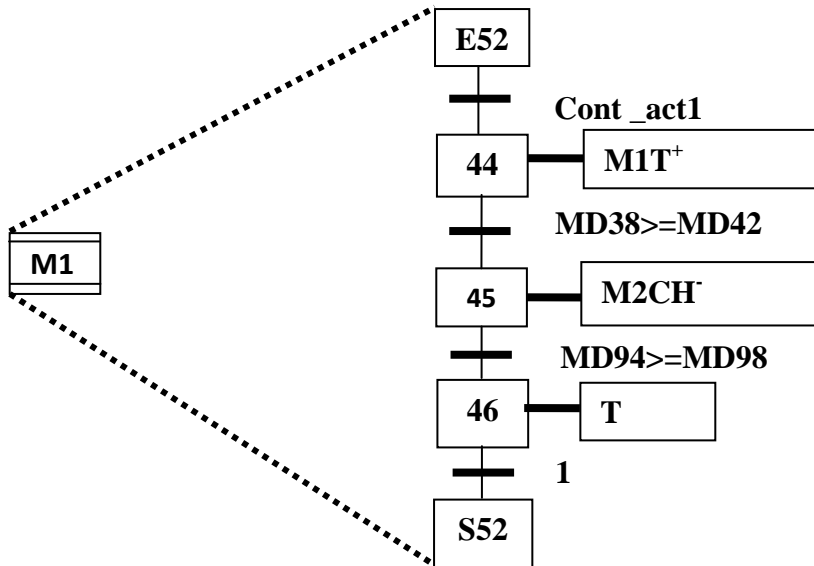 E52
Cont _act1
44
M1T⁺
MD38>=MD42
M1
45
M2CH⁻
MD94>=MD98
46
T
1
S52